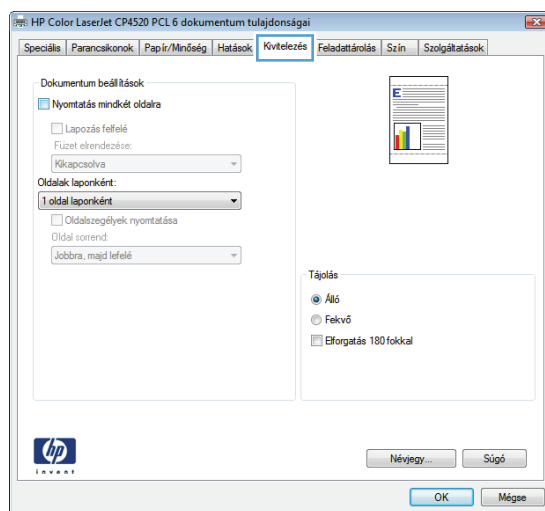 HP Color LaserJet CP4520 PCL 6 dokumentum tulajdonságai
Speciális Parancsikonok Papír/Minőség Hatások Kivitelezés Feladattárolás Szín Szolgáltatások
Dokumentum beállítások
Nyomtatás mindkét oldalra
Lapozás felfelé
Füzet elrendezése:
Kikapcsolva
Oldalak laponként:
1 oldal laponként
Oldalszegélyek nyomtatása
Oldal sorrend:
Jobbra, majd lefelé
E
Tájolás
Álló
Fekvő
Elforgatás 180 fokkal
hp
invent
Névjegy... Súgó
OK Mégse